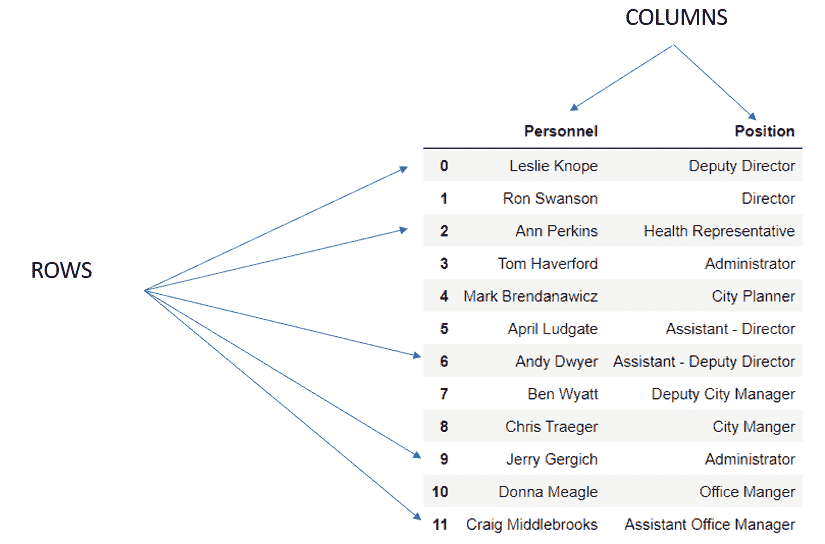 COLUMNS
Personnel Position
0 Leslie Knope Deputy Director
1 Ron Swanson Director
2 Ann Perkins Health Representative
ROWS
3 Tom Haverford Administrator
4 Mark Brendanawicz City Planner
5 April Ludgate Assistant - Director
6 Andy Dwyer Assistant - Deputy Director
7 Ben Wyatt Deputy City Manager
8 Chris Traeger City Manger
9 Jerry Gergich Administrator
10 Donna Meagle Office Manger
11 Craig Middlebrooks Assistant Office Manager